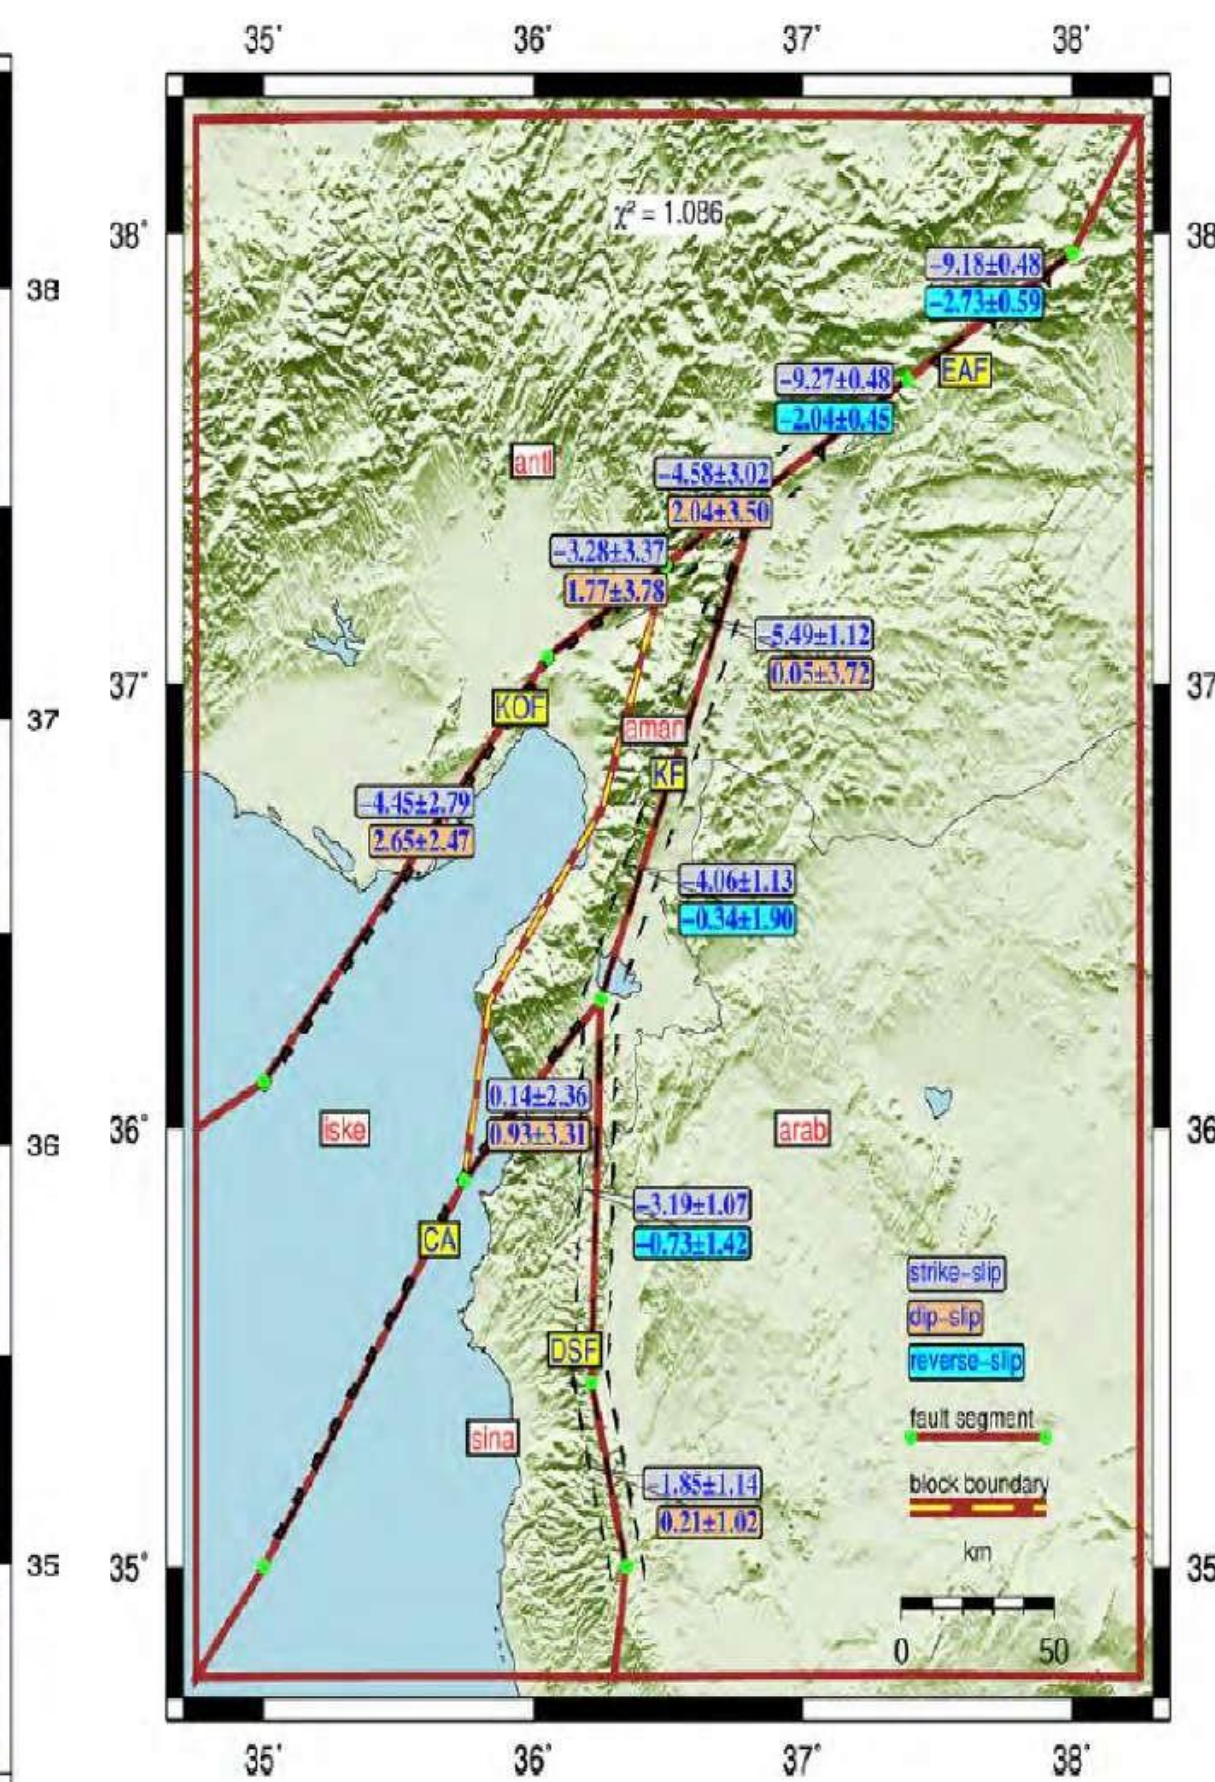 35° 36° 37° 38°
χ² = 1.086
38° 38
−9.18±0.48
38
−2.73±0.59
EAF
−9.27±0.48
−2.04±0.45
antl
−4.58±3.02
2.04±3.50
−3.28±3.37
1.77±3.78
−5.49±1.12
0.05±3.72
37° 37
KOF
37
aman
KF
−4.45±2.79
2.65±2.47
−4.06±1.13
−0.34±1.90
0.14±2.36
36° iske 0.93±3.31 arab 36
36
−3.19±1.07
−0.73±1.42
CA
strike−slip
dip−slip
DSF
reverse−slip
fault segment
sina
−1.85±1.14
block boundary
0.21±1.02
km
35 35° 35
0 50
35° 36° 37° 38°